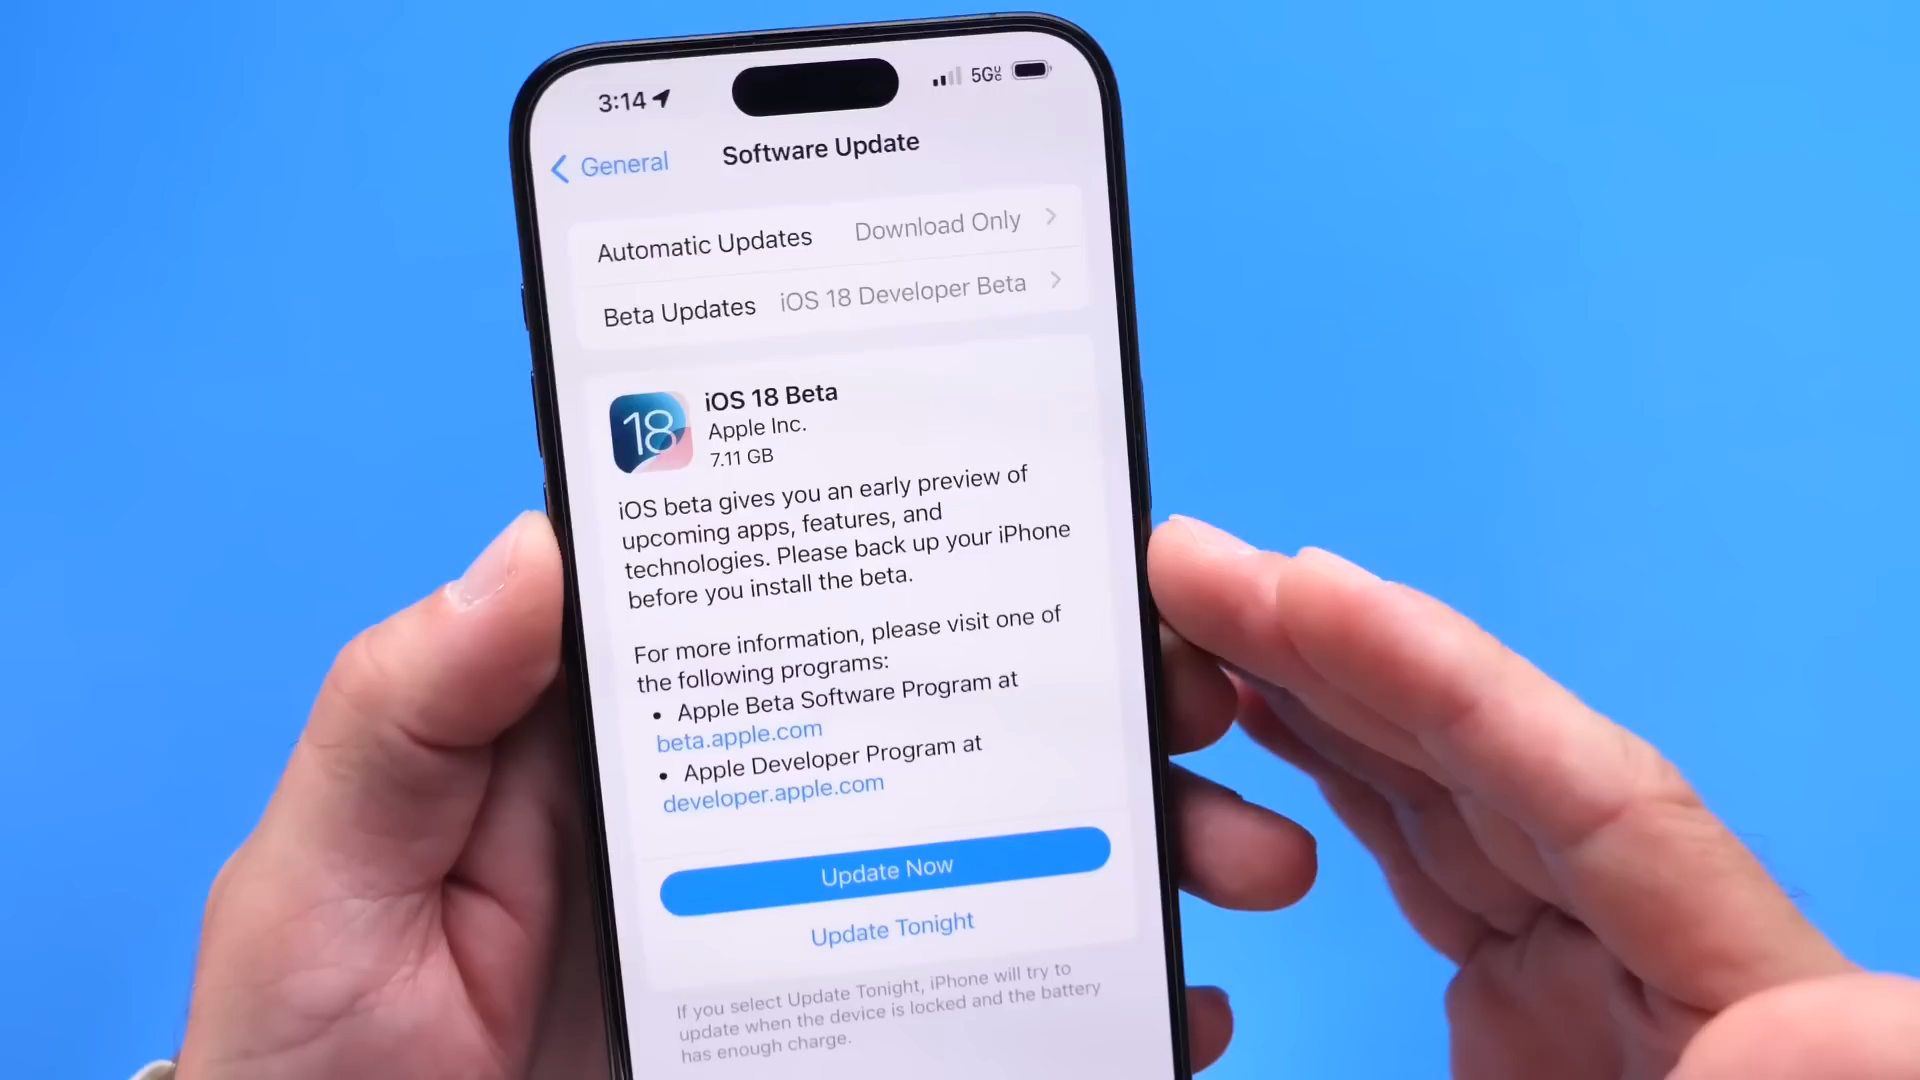 3:14
5GUC
General
Software Update
Automatic Updates Download Only
Beta Updates iOS 18 Developer Beta
18
iOS 18 Beta
Apple Inc.
7.11 GB
iOS beta gives you an early preview of
upcoming apps, features, and
technologies. Please back up your iPhone
before you install the beta.
For more information, please visit one of
the following programs:
• Apple Beta Software Program at
beta.apple.com
• Apple Developer Program at
developer.apple.com
Update Now
Update Tonight
If you select Update Tonight, iPhone will try to
update when the device is locked and the battery
has enough charge.